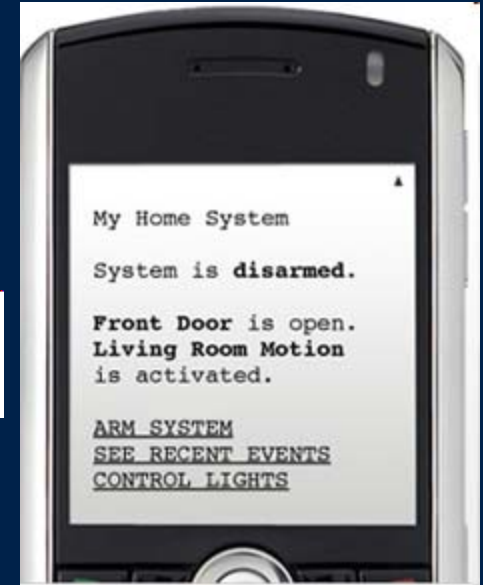 My Home System
System is disarmed.
Front Door is open.
Living Room Motion
is activated.
ARM SYSTEM
SEE RECENT EVENTS
CONTROL LIGHTS